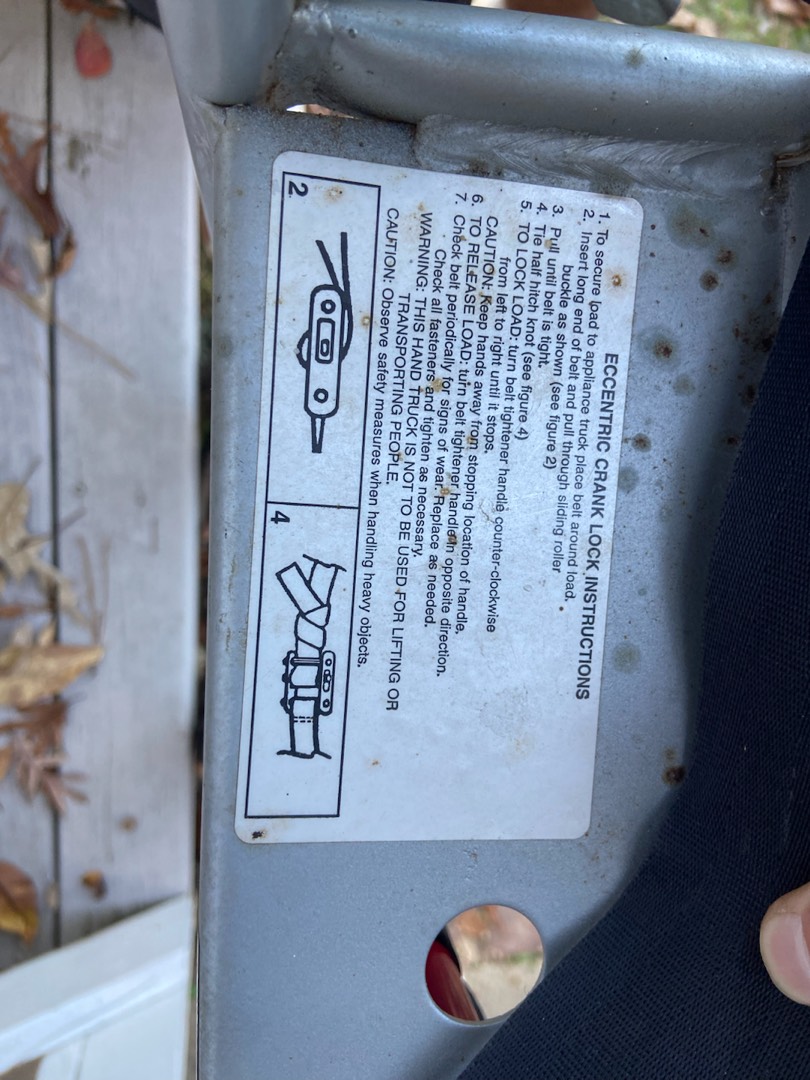 ECCENTRIC CRANK LOCK INSTRUCTIONS
1. To secure load to appliance truck place belt around load.
2. Insert long end of belt and pull through sliding roller
buckle as shown (see figure 2)
3. Pull until belt is tight.
4. Tie half hitch knot (see figure 4)
5. TO LOCK LOAD: turn belt tightener handle counter-clockwise
from left to right until it stops.
CAUTION: Keep hands away from stopping location of handle.
6. TO RELEASE LOAD: turn belt tightener handle in opposite direction.
7. Check belt periodically for signs of wear. Replace as needed.
Check all fasteners and tighten as necessary.
WARNING: THIS HAND TRUCK IS NOT TO BE USED FOR LIFTING OR
TRANSPORTING PEOPLE.
CAUTION: Observe safety measures when handling heavy objects.
2
4